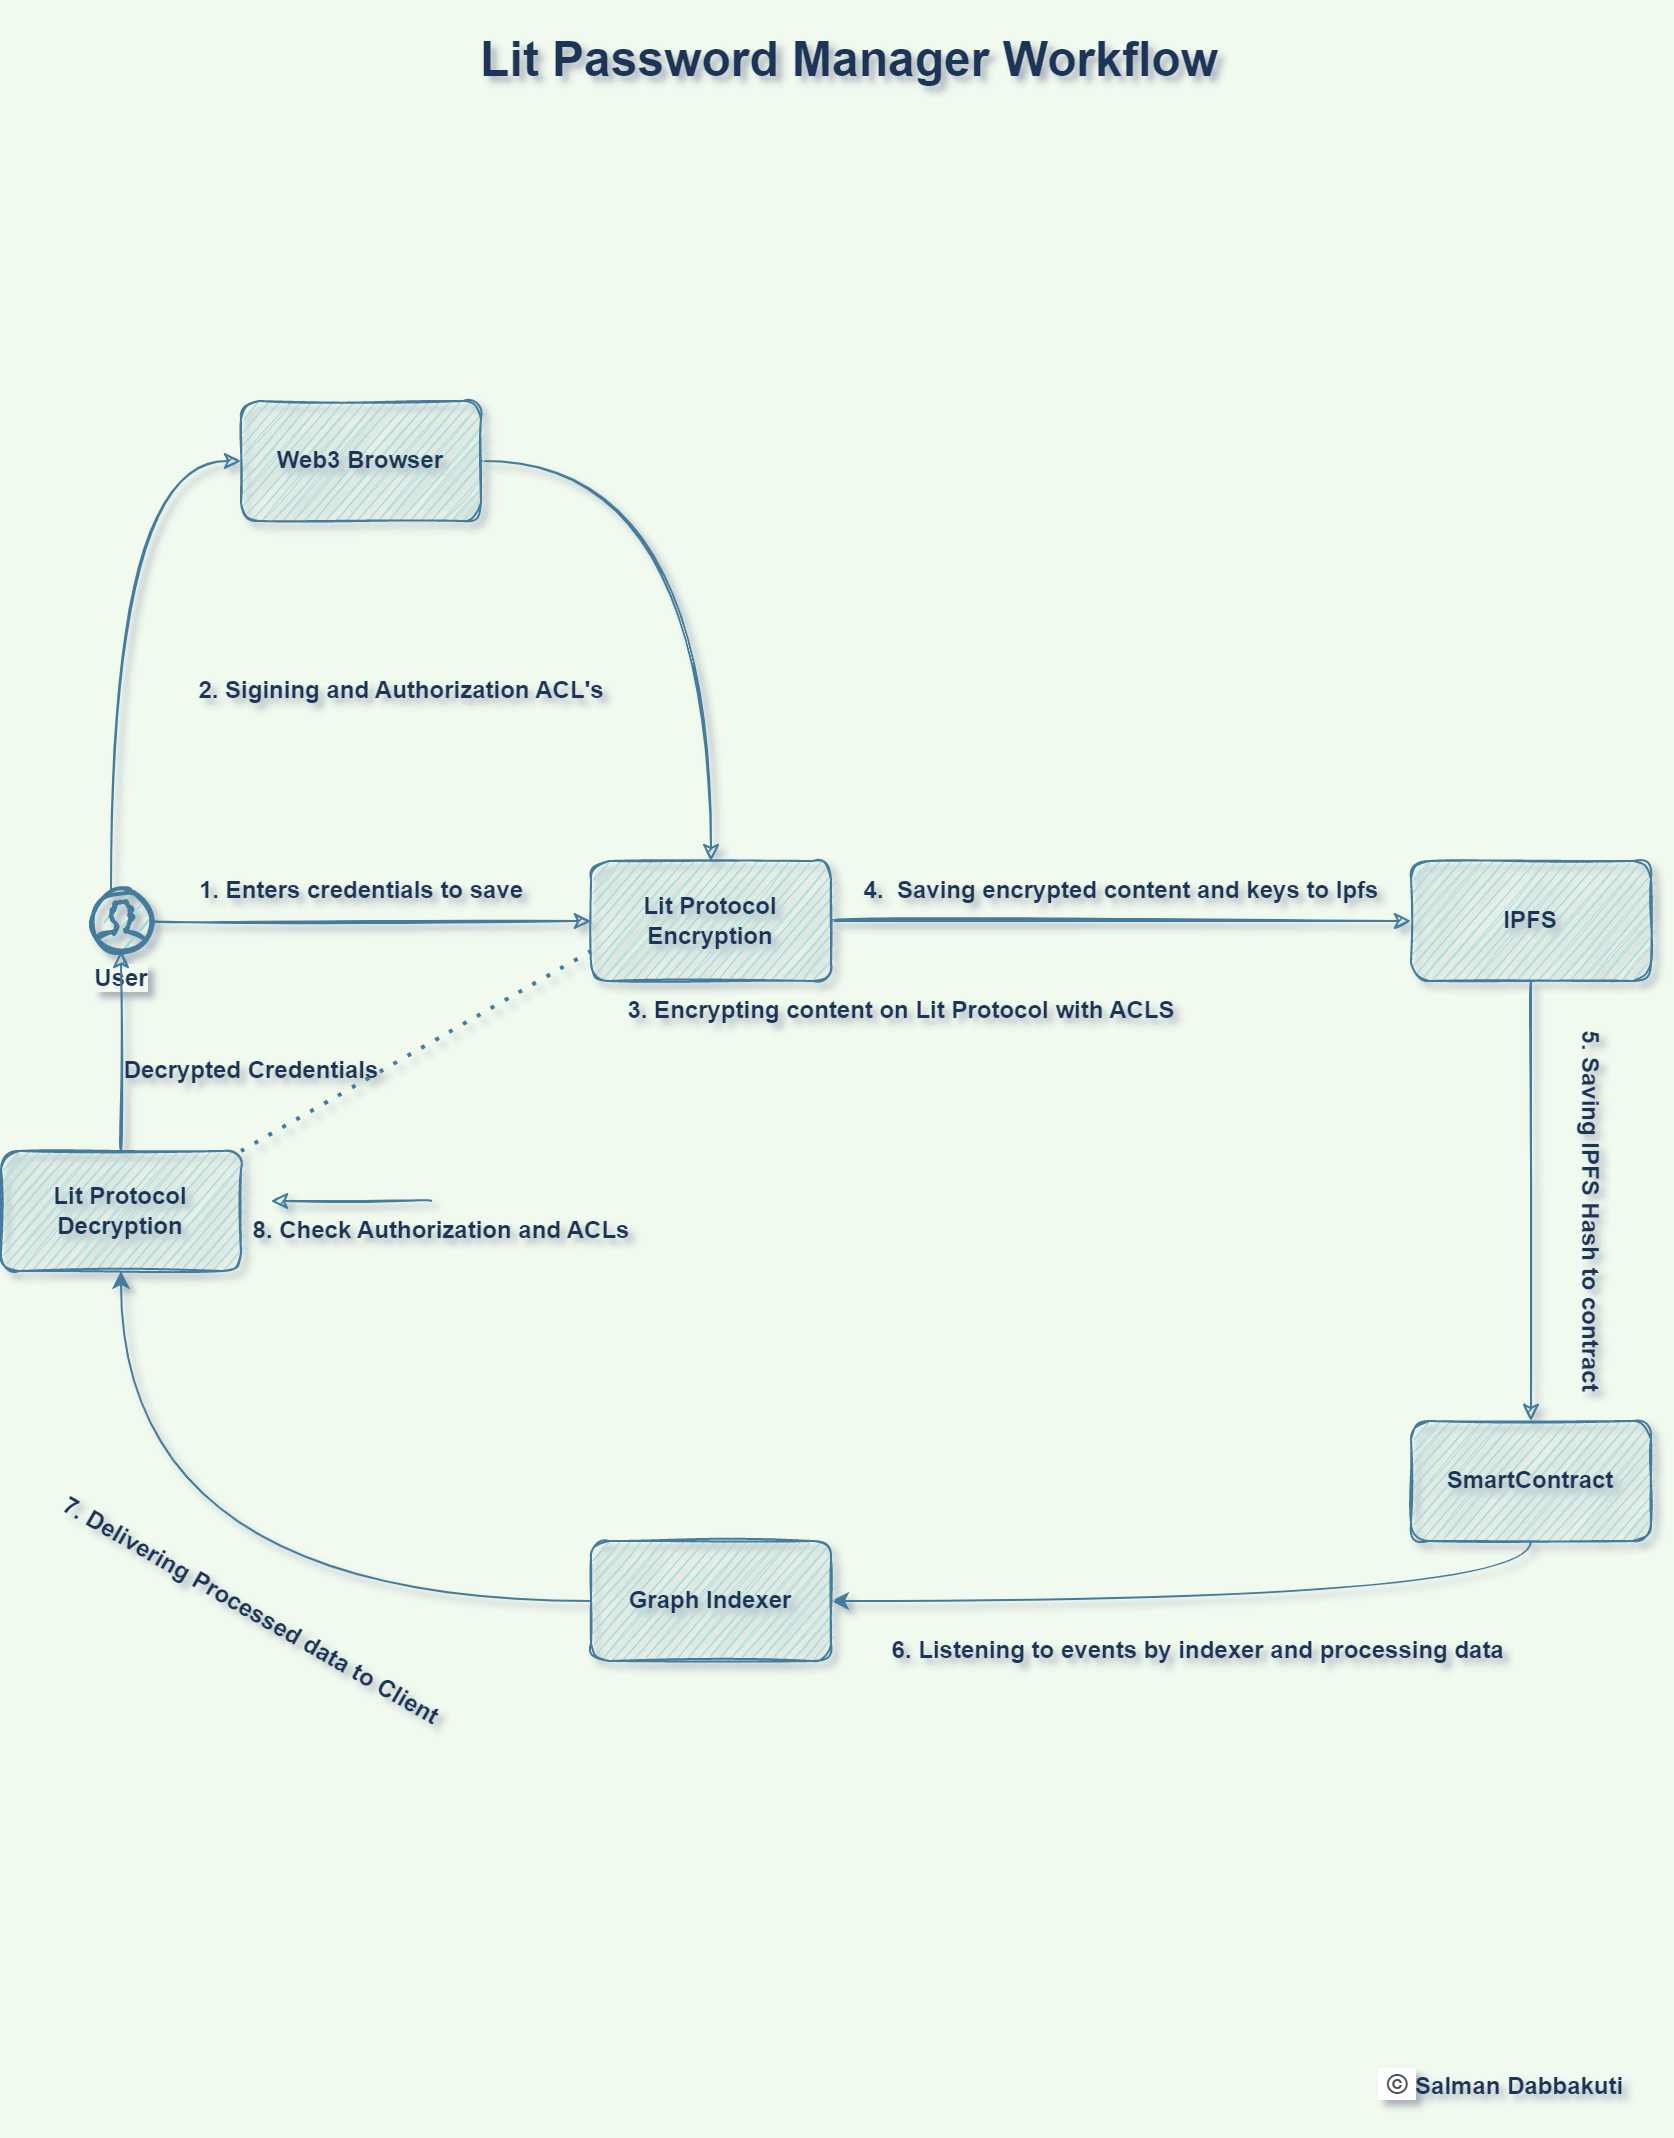 Lit Password Manager Workflow
Web3 Browser
2. Sigining and Authorization ACL's
1. Enters credentials to save
Lit Protocol
Encryption
4.  Saving encrypted content and keys to Ipfs
IPFS
User
3. Encrypting content on Lit Protocol with ACLS
5. Saving IPFS Hash to contract
Decrypted Credentials
Lit Protocol
Decryption
8. Check Authorization and ACLs
SmartContract
7. Delivering Processed data to Client
Graph Indexer
6. Listening to events by indexer and processing data
© Salman Dabbakuti